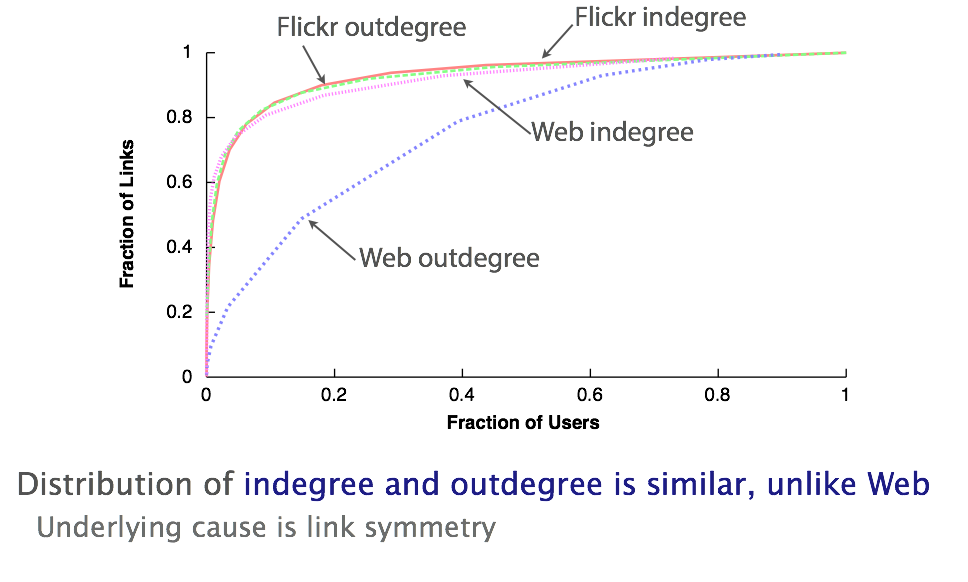 Flickr outdegree
Flickr indegree
1
0.8
0.6
0.4
0.2
0
Fraction of Links
Web indegree
Web outdegree
0
0.2
0.4
0.6
0.8
1
Fraction of Users
Distribution of indegree and outdegree is similar, unlike Web
Underlying cause is link symmetry